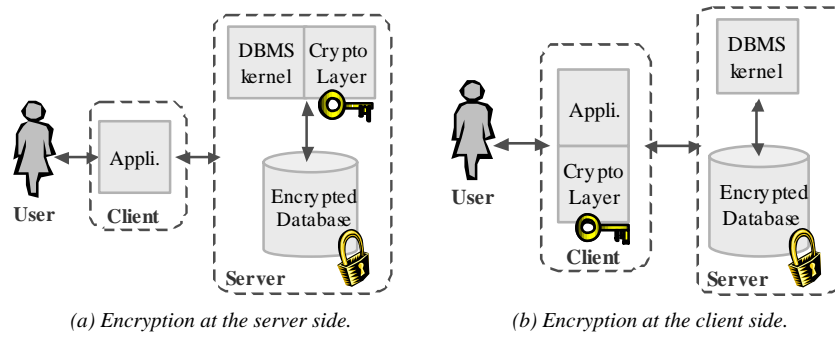 DBMS
kernel
Crypto
Layer
Appli.
Encrypted
Database
User
Client
Server
(a) Encryption at the server side.
DBMS
kernel
Appli.
Crypto
Layer
Encrypted
Database
User
Client
Server
(b) Encryption at the client side.